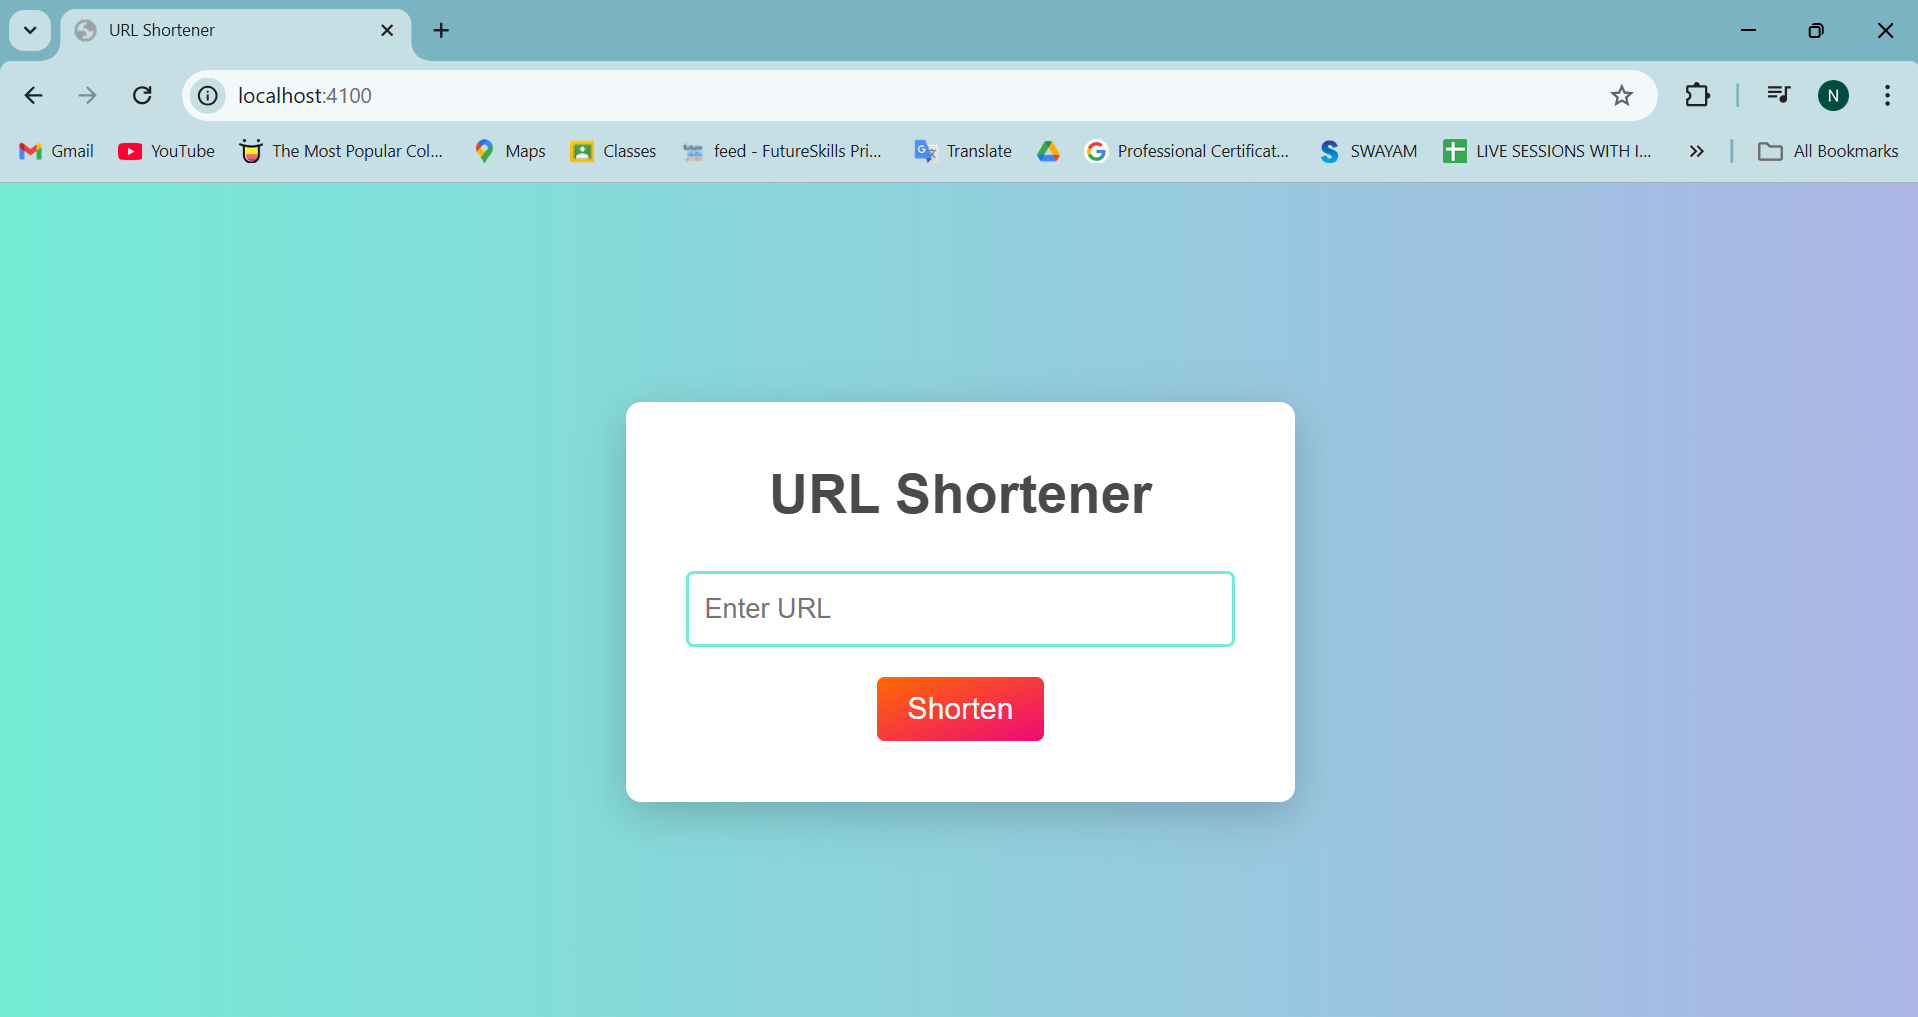 URL Shortener
localhost:4100
N
Gmail YouTube The Most Popular Col... Maps Classes feed - FutureSkills Pri... Translate Professional Certificat... SWAYAM LIVE SESSIONS WITH I... All Bookmarks
URL Shortener
Enter URL
Shorten